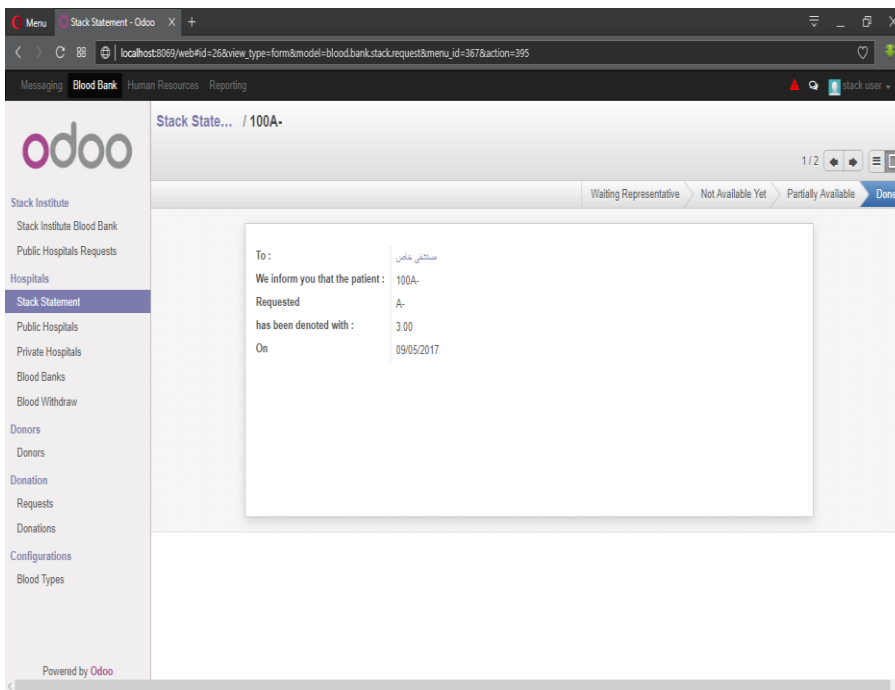 Menu Stack Statement - Odoo
localhost:8069/web#id=26&view_type=form&model=blood.bank.stack.request&menu_id=367&action=395
Messaging Blood Bank Human Resources Reporting stack user
odoo
Stack State... / 100A-
1 / 2
Waiting Representative Not Available Yet Partially Available Done
Stack Institute
Stack Institute Blood Bank
Public Hospitals Requests
Hospitals
Stack Statement
Public Hospitals
Private Hospitals
Blood Banks
Blood Withdraw
Donors
Donors
Donation
Requests
Donations
Configurations
Blood Types
To : مستشفى خاص
We inform you that the patient : 100A-
Requested A-
has been denoted with : 3.00
On 09/05/2017
Powered by Odoo